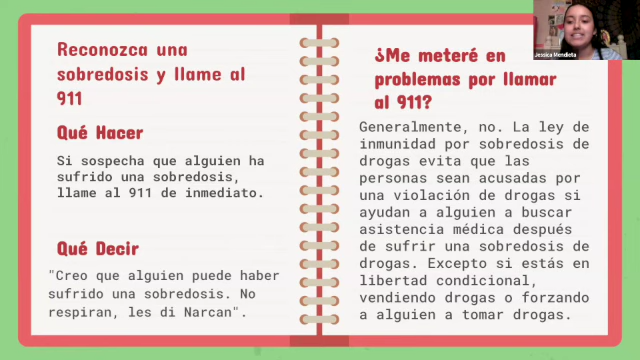 Reconozca una
sobredosis y llame al
911
Qué Hacer
Si sospecha que alguien ha
sufrido una sobredosis,
llame al 911 de inmediato.
Qué Decir
"Creo que alguien puede haber
sufrido una sobredosis. No
respiran, les di Narcan".
¿Me meteré en
problemas por llamar
al 911?
Generalmente, no. La ley de
inmunidad por sobredosis de
drogas evita que las
personas sean acusadas por
una violación de drogas si
ayudan a alguien a buscar
asistencia médica después
de sufrir una sobredosis de
drogas. Excepto si estás en
libertad condicional,
vendiendo drogas o forzando
a alguien a tomar drogas.
Jessica Mendieta